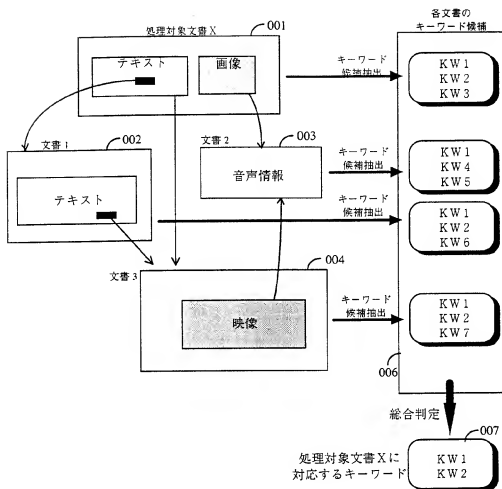 処理対象文書X
001
テキスト
画像
キーワード
候補抽出
各文書の
キーワード候補
KW1
KW2
KW3
文書1
002
テキスト
文書2
003
音声情報
キーワード
候補抽出
KW1
KW4
KW5
キーワード
候補抽出
KW1
KW2
KW6
文書3
004
映像
キーワード
候補抽出
KW1
KW2
KW7
006
総合判定
007
処理対象文書Xに
対応するキーワード
KW1
KW2